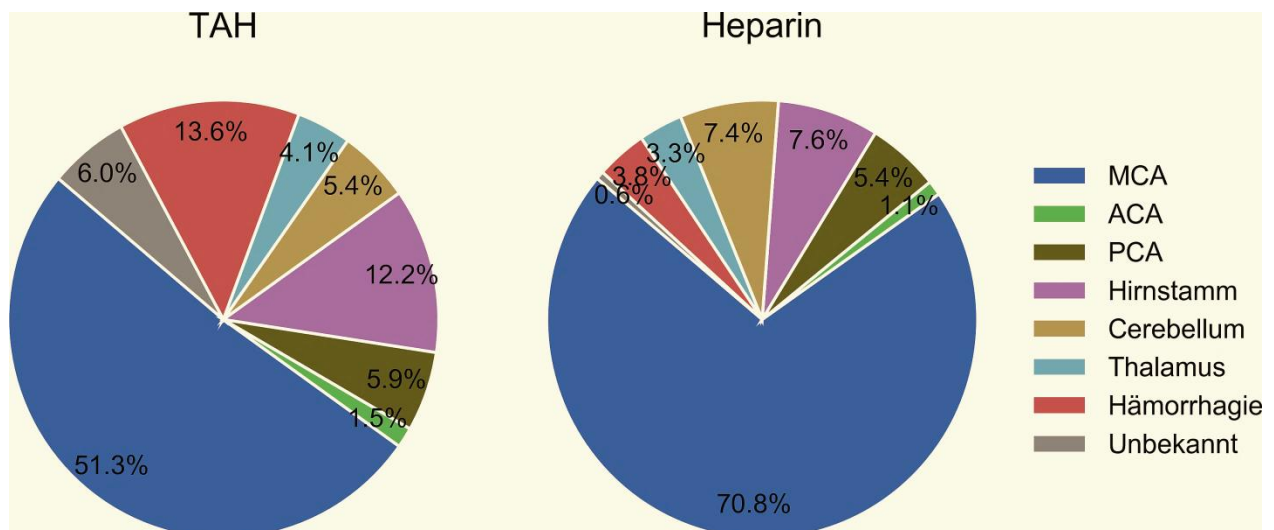 TAH
13.6%
4.1%
5.4%
12.2%
5.9%
1.5%
51.3%
6.0%
Heparin
7.4%
7.6%
5.4%
1.1%
70.8%
0.6%
3.8%
3.3%
MCA
ACA
PCA
Hirnstamm
Cerebellum
Thalamus
Hämorrhagie
Unbekannt